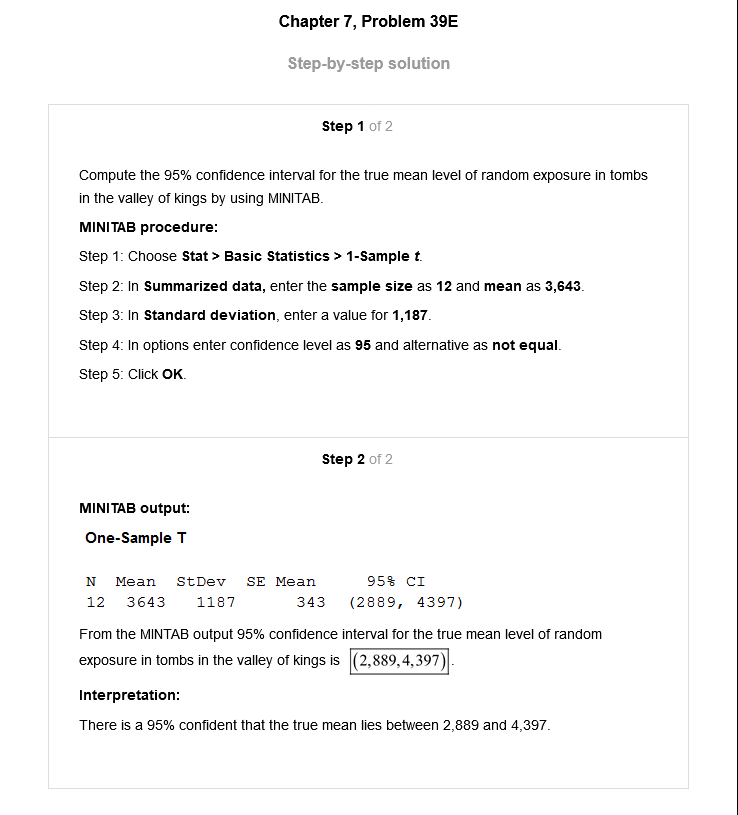 Chapter 7, Problem 39E
Step-by-step solution
Step 1 of 2
Compute the 95% confidence interval for the true mean level of random exposure in tombs
in the valley of kings by using MINITAB.
MINITAB procedure:
Step 1: Choose Stat > Basic Statistics > 1-Sample t.
Step 2: In Summarized data, enter the sample size as 12 and mean as 3,643.
Step 3: In Standard deviation, enter a value for 1,187.
Step 4: In options enter confidence level as 95 and alternative as not equal.
Step 5: Click OK.
Step 2 of 2
MINITAB output:
One-Sample T
N Mean StDev SE Mean 95% CI
12 3643 1187 343 (2889, 4397)
From the MINTAB output 95% confidence interval for the true mean level of random
exposure in tombs in the valley of kings is (2,889,4,397).
Interpretation:
There is a 95% confident that the true mean lies between 2,889 and 4,397.